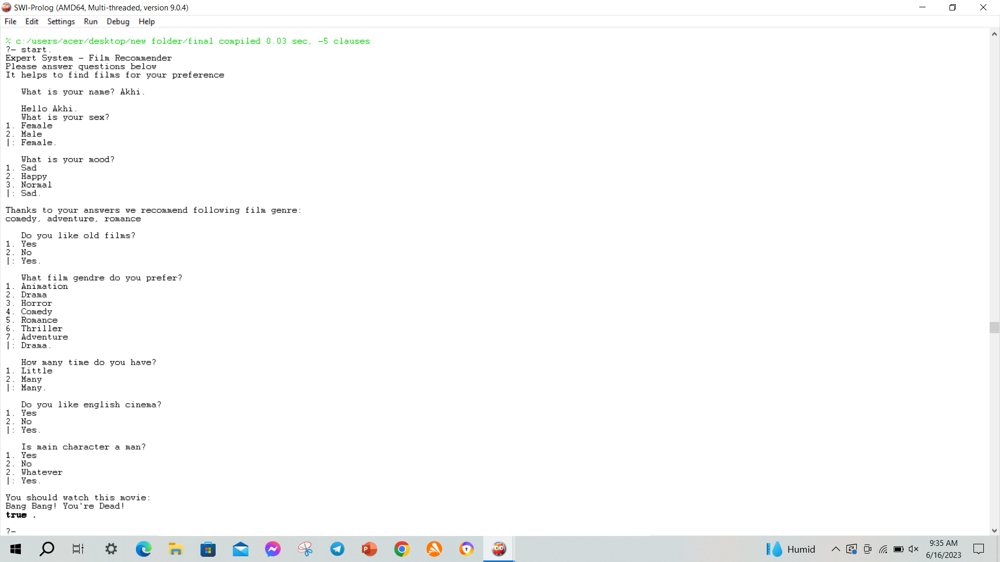 SWI-Prolog (AMD64, Multi-threaded, version 9.0.4)
File Edit Settings Run Debug Help
% c:/users/acer/desktop/new folder/final compiled 0.03 sec, -5 clauses
?- start.
Expert System - Film Recommender
Please answer questions below
It helps to find films for your preference
What is your name? Akhi.
Hello Akhi.
What is your sex?
1. Female
2. Male
|: Female.
What is your mood?
1. Sad
2. Happy
3. Normal
|: Sad.
Thanks to your answers we recommend following film genre:
comedy, adventure, romance
Do you like old films?
1. Yes
2. No
|: Yes.
What film gendre do you prefer?
1. Animation
2. Drama
3. Horror
4. Comedy
5. Romance
6. Thriller
7. Adventure
|: Drama.
How many time do you have?
1. Little
2. Many
|: Many.
Do you like english cinema?
1. Yes
2. No
|: Yes.
Is main character a man?
1. Yes
2. No
2. Whatever
|: Yes.
You should watch this movie:
Bang Bang! You're Dead!
true .
?-
Humid
9:35 AM
6/16/2023